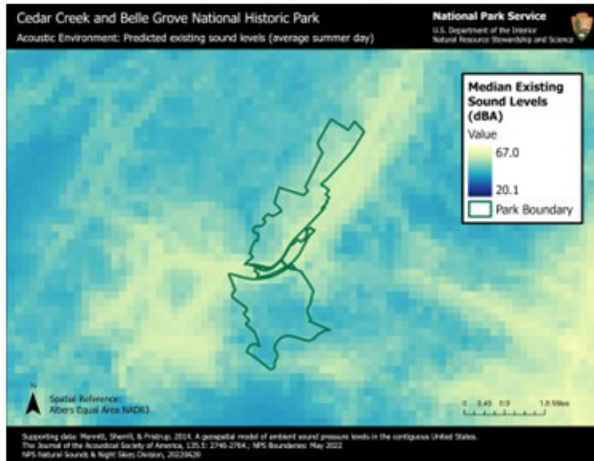 Cedar Creek and Belle Grove National Historic Park
Acoustic Environment: Predicted existing sound levels (average summer day)
National Park Service
U.S. Department of the Interior
Natural Resource Stewardship and Science
Median Existing
Sound Levels
(dBA)
Value
67.0
20.1
Park Boundary
N
Spatial Reference:
Albers Equal Area NAD83
0 0.45 0.9 1.8 Miles
Supporting data: Mennitt, Sherrill, & Fristrup. 2014. A geospatial model of ambient sound pressure levels in the contiguous United States.
The Journal of the Acoustical Society of America, 135.5: 2746-2764.; NPS Boundaries: May 2022
NPS Natural Sounds & Night Skies Division, 20220628